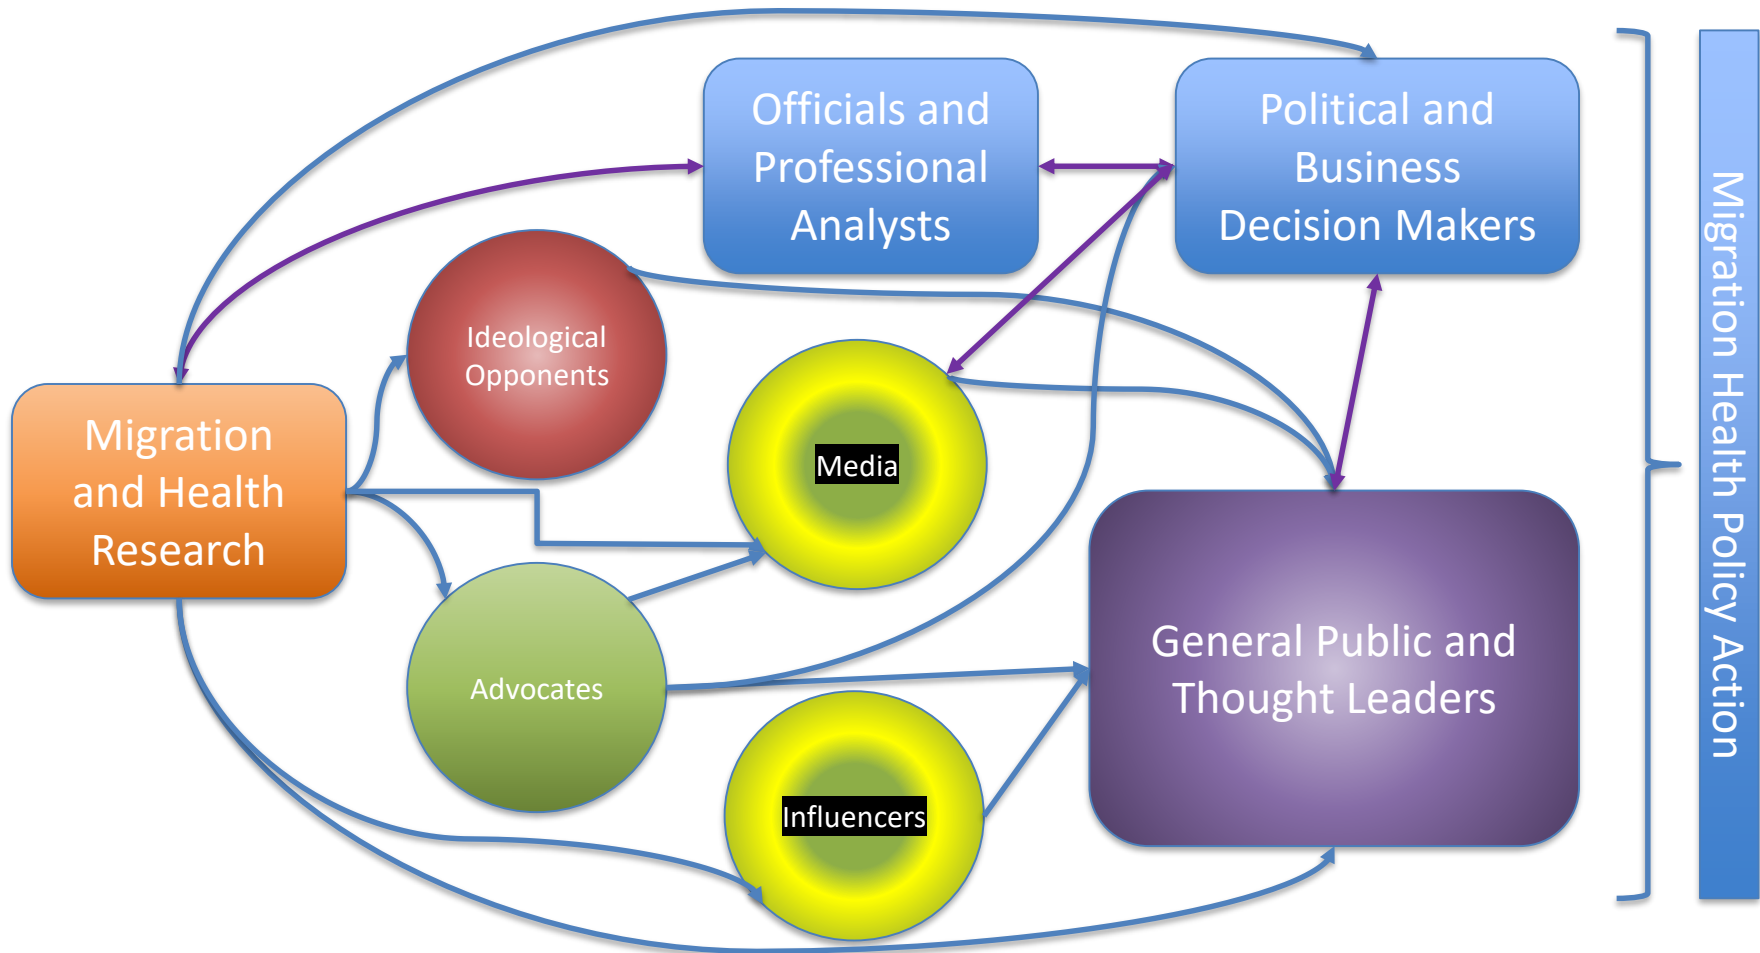 Officials and
Professional
Analysts
Political and
Business
Decision Makers
Ideological
Opponents
Migration
and Health
Research
Media
Advocates
General Public and
Thought Leaders
Influencers
Migration Health Policy Action